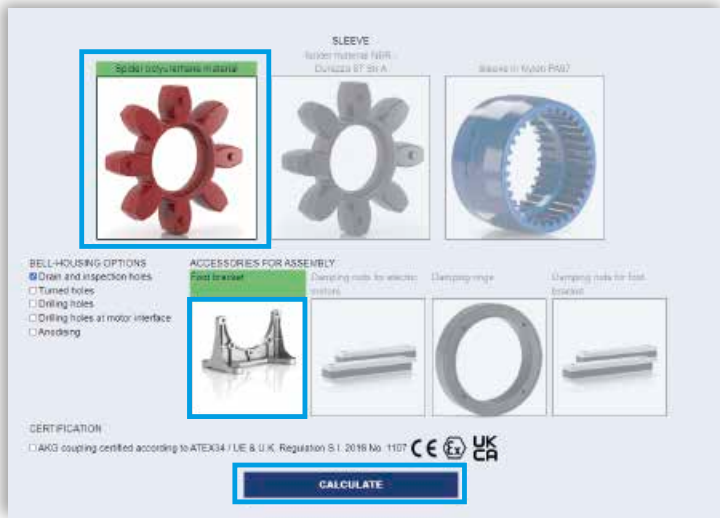 SLEEVE
Spider polyurethane material
Spider material NBR -
Durezza 87 Sh A
Sleeve in Nylon PA67
BELL-HOUSING OPTIONS
Drain and inspection holes
Turned holes
Drilling holes
Drilling holes at motor interface
Anodising
ACCESSORIES FOR ASSEMBLY
Foot bracket
Damping rods for electric
motors
Damping rings
Damping rods for foot
bracket
CERTIFICATION
AKG coupling certified according to ATEX34 / UE & U.K. Regulation S.I. 2016 No. 1107 CE Ex UK
CA
CALCULATE